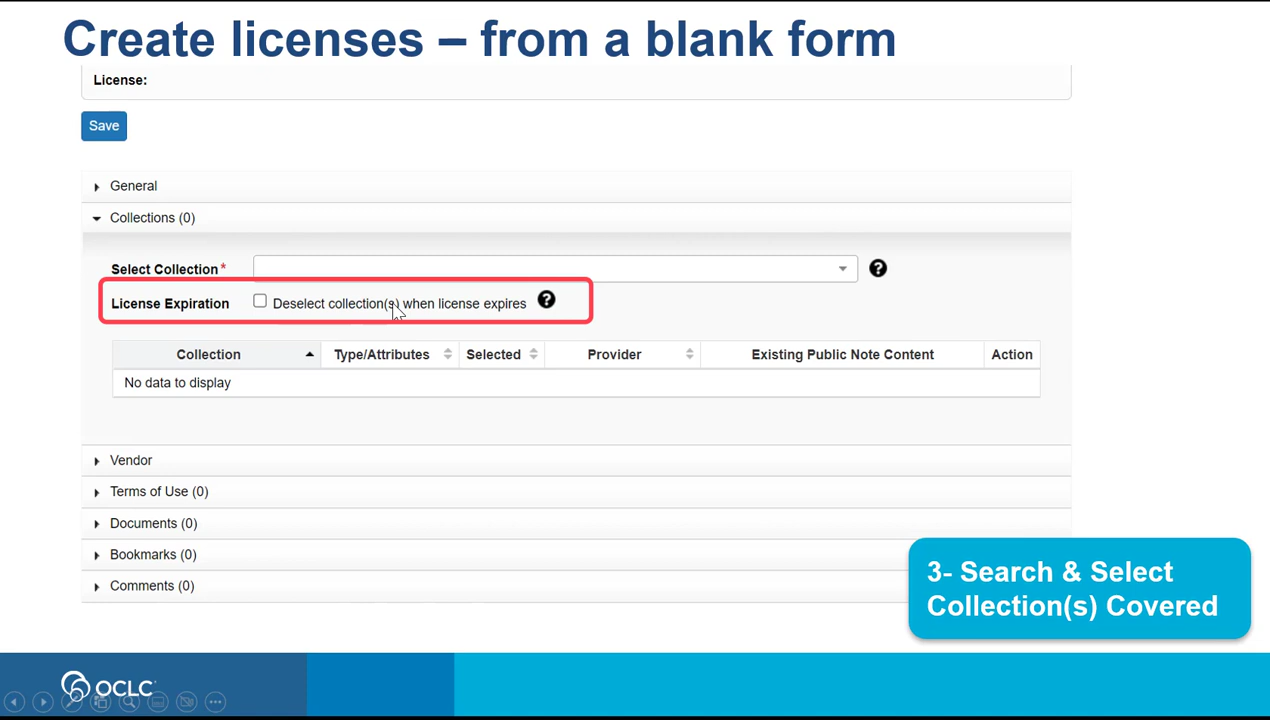 Create licenses – from a blank form
License:
Save
General
Collections (0)
Select Collection*
?
License Expiration Deselect collection(s) when license expires ?
Collection Type/Attributes Selected Provider Existing Public Note Content Action
No data to display
Vendor
Terms of Use (0)
Documents (0)
Bookmarks (0)
Comments (0)
3- Search & Select
Collection(s) Covered
OCLC